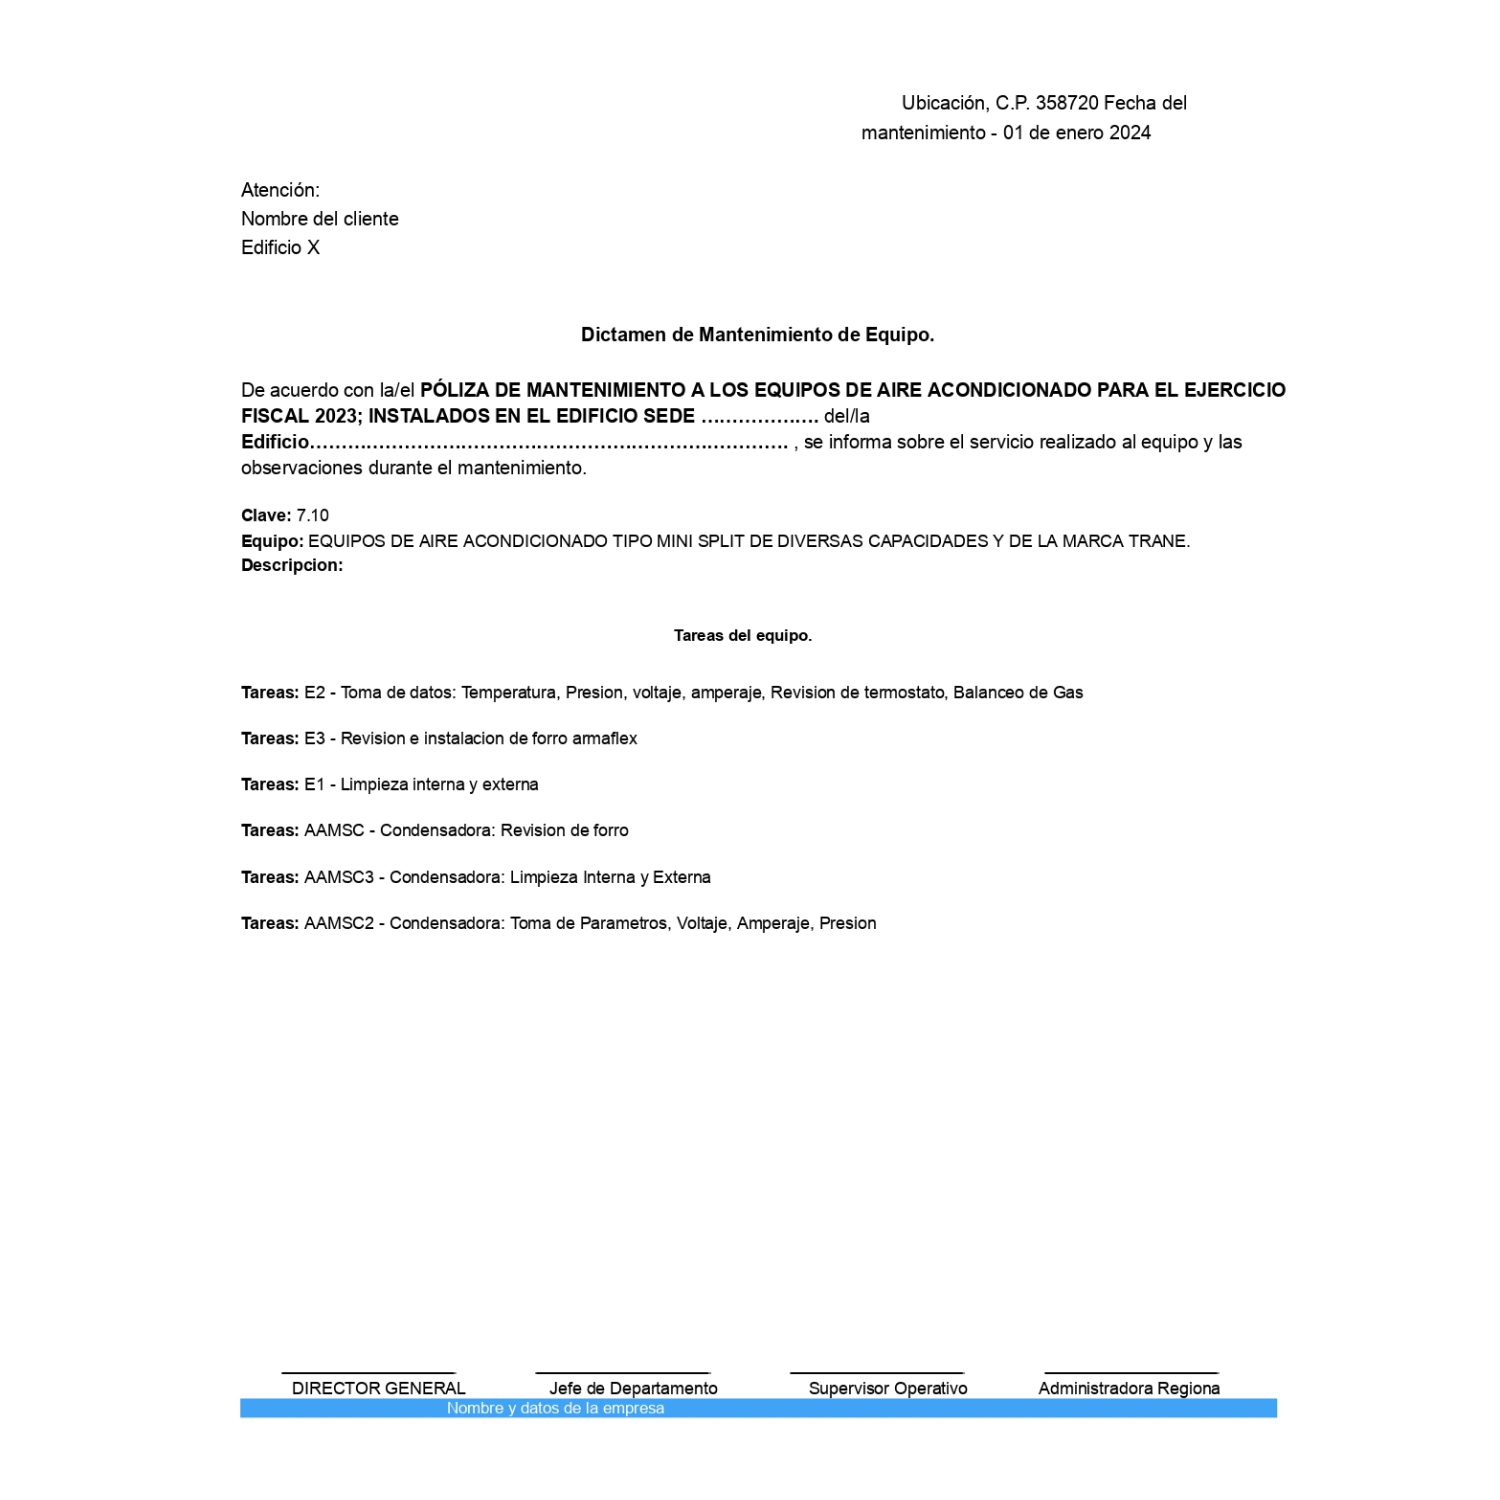 Ubicación, C.P. 358720 Fecha del
mantenimiento - 01 de enero 2024
Atención:
Nombre del cliente
Edificio X
Dictamen de Mantenimiento de Equipo.
De acuerdo con la/el PÓLIZA DE MANTENIMIENTO A LOS EQUIPOS DE AIRE ACONDICIONADO PARA EL EJERCICIO
FISCAL 2023; INSTALADOS EN EL EDIFICIO SEDE ……………… . del/la
Edificio………………………………………………………… . , se informa sobre el servicio realizado al equipo y las
observaciones durante el mantenimiento.
Clave: 7.10
Equipo: EQUIPOS DE AIRE ACONDICIONADO TIPO MINI SPLIT DE DIVERSAS CAPACIDADES Y DE LA MARCA TRANE.
Descripcion:
Tareas del equipo.
Tareas: E2 - Toma de datos: Temperatura, Presion, voltaje, amperaje, Revision de termostato, Balanceo de Gas
Tareas: E3 - Revision e instalacion de forro armaflex
Tareas: E1 - Limpieza interna y externa
Tareas: AAMSC - Condensadora: Revision de forro
Tareas: AAMSC3 - Condensadora: Limpieza Interna y Externa
Tareas: AAMSC2 - Condensadora: Toma de Parametros, Voltaje, Amperaje, Presion
DIRECTOR GENERAL Jefe de Departamento Supervisor Operativo Administradora Regiona
Nombre y datos de la empresa